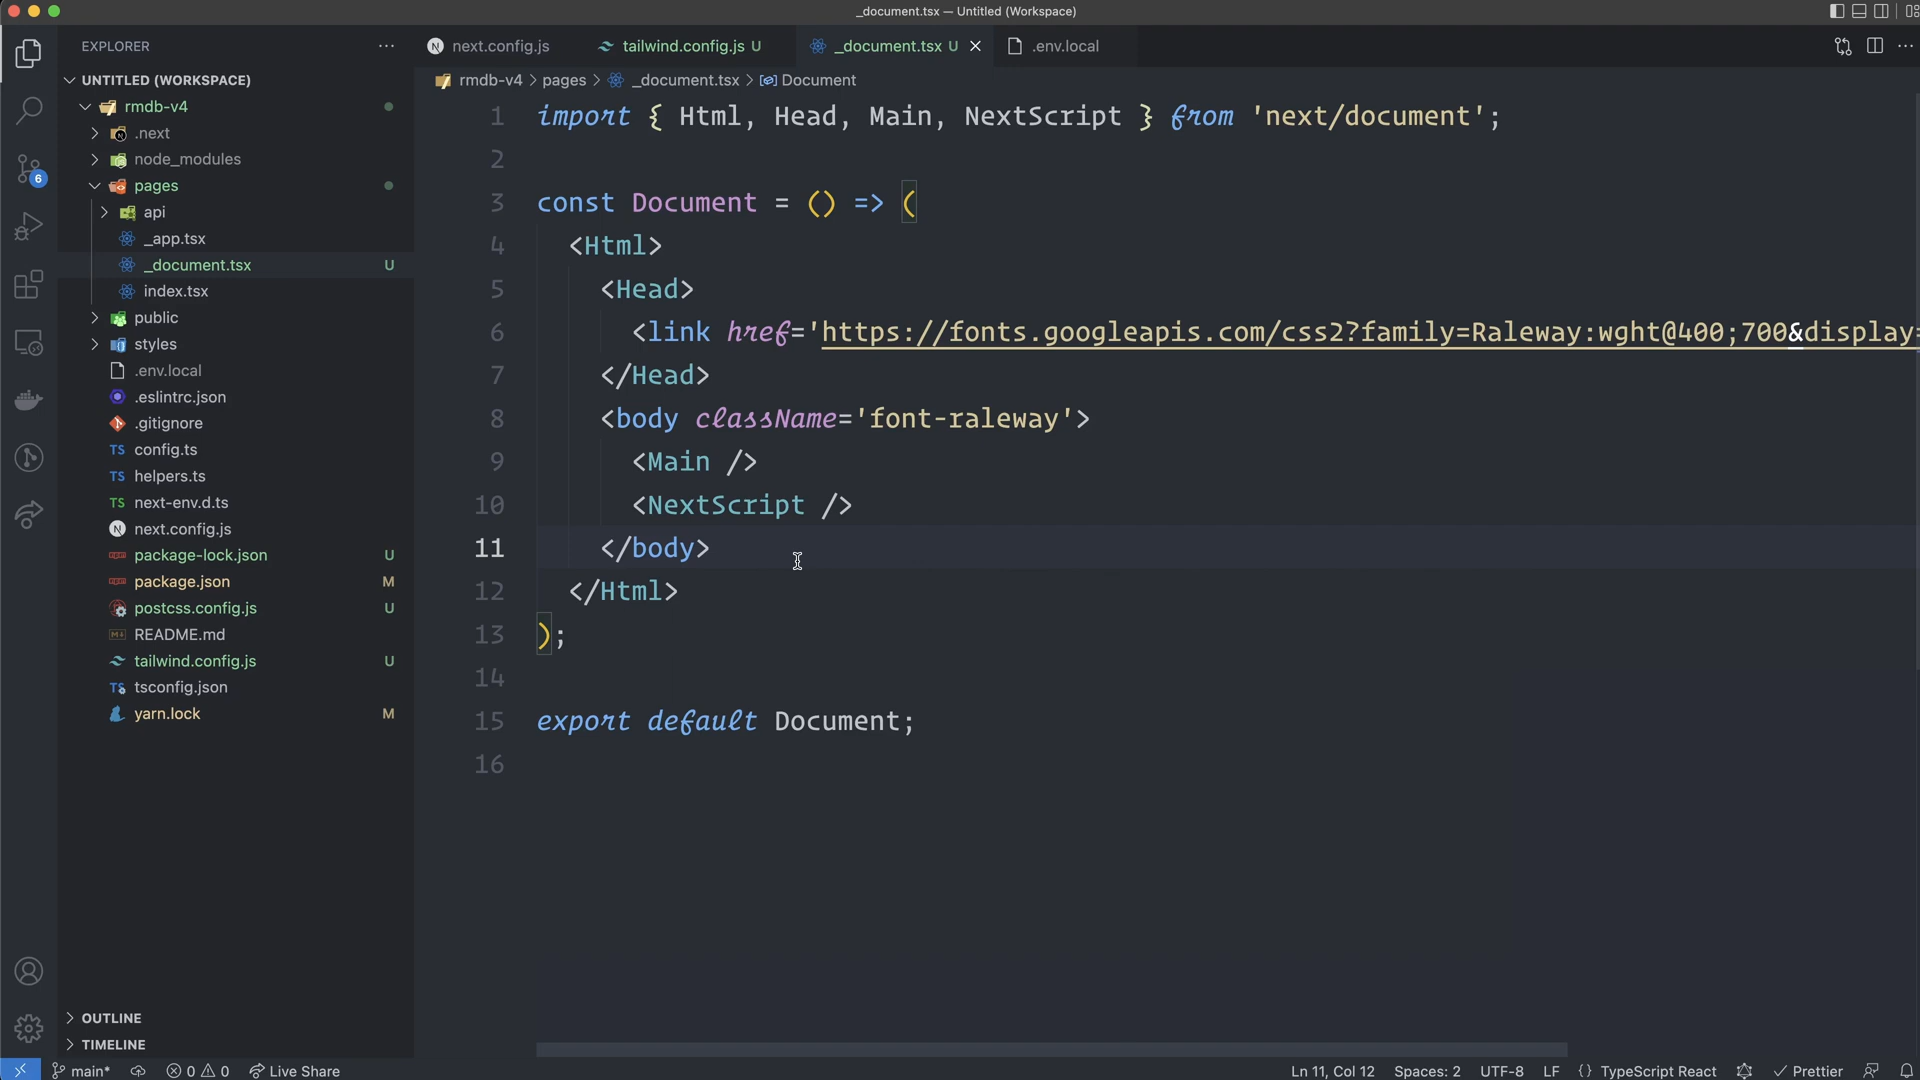 _document.tsx — Untitled (Workspace)
EXPLORER
UNTITLED (WORKSPACE)
rmdb-v4
.next
node_modules
pages
api
_app.tsx
_document.tsx U
index.tsx
public
styles
.env.local
.eslintrc.json
.gitignore
TS config.ts
TS helpers.ts
TS next-env.d.ts
N next.config.js
package-lock.json U
package.json M
postcss.config.js U
README.md
tailwind.config.js U
TS tsconfig.json
yarn.lock M
OUTLINE
TIMELINE
6
N next.config.js
tailwind.config.js U
_document.tsx U
.env.local
rmdb-v4 > pages > _document.tsx > Document
1 import { Html, Head, Main, NextScript } from 'next/document';
2
3 const Document = () => (
4 <Html>
5 <Head>
6 <link href='https://fonts.googleapis.com/css2?family=Raleway:wght@400;700&display=
7 </Head>
8 <body className='font-raleway'>
9 <Main />
10 <NextScript />
11 </body>
12 </Html>
13 );
14
15 export default Document;
16
main* 0 0 Live Share Ln 11, Col 12 Spaces: 2 UTF-8 LF {} TypeScript React Prettier